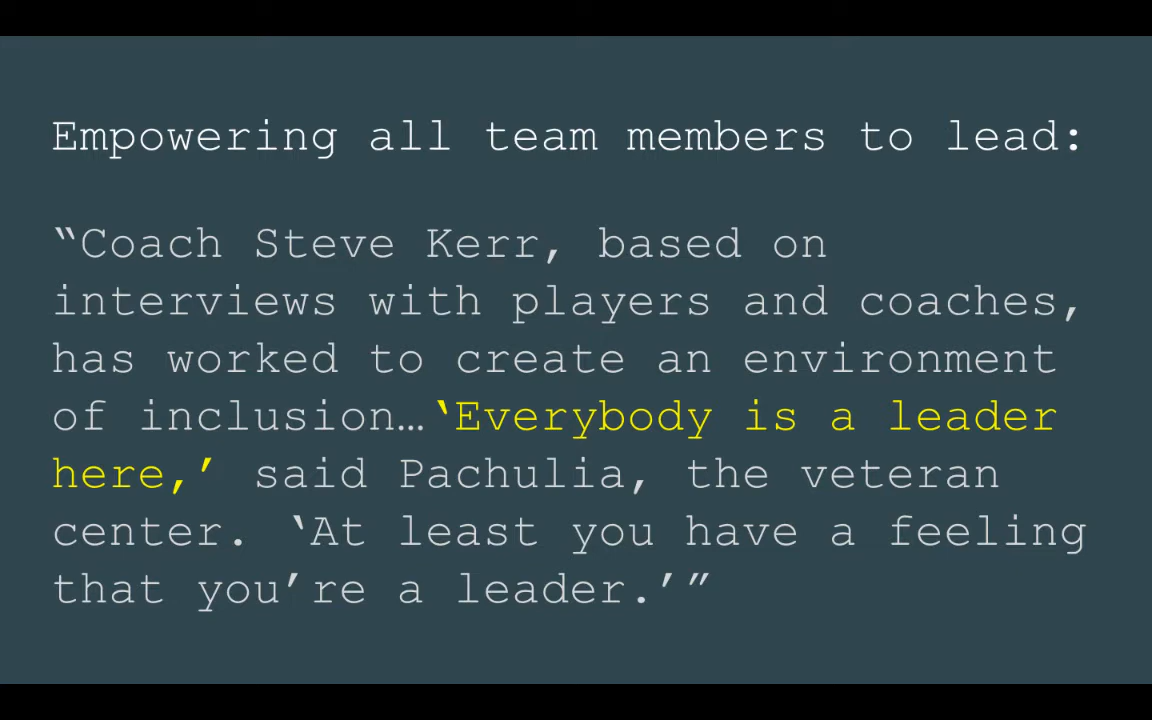 Empowering all team members to lead:
“Coach Steve Kerr, based on
interviews with players and coaches,
has worked to create an environment
of inclusion…‘Everybody is a leader
here,’ said Pachulia, the veteran
center. ‘At least you have a feeling
that you’re a leader.’”